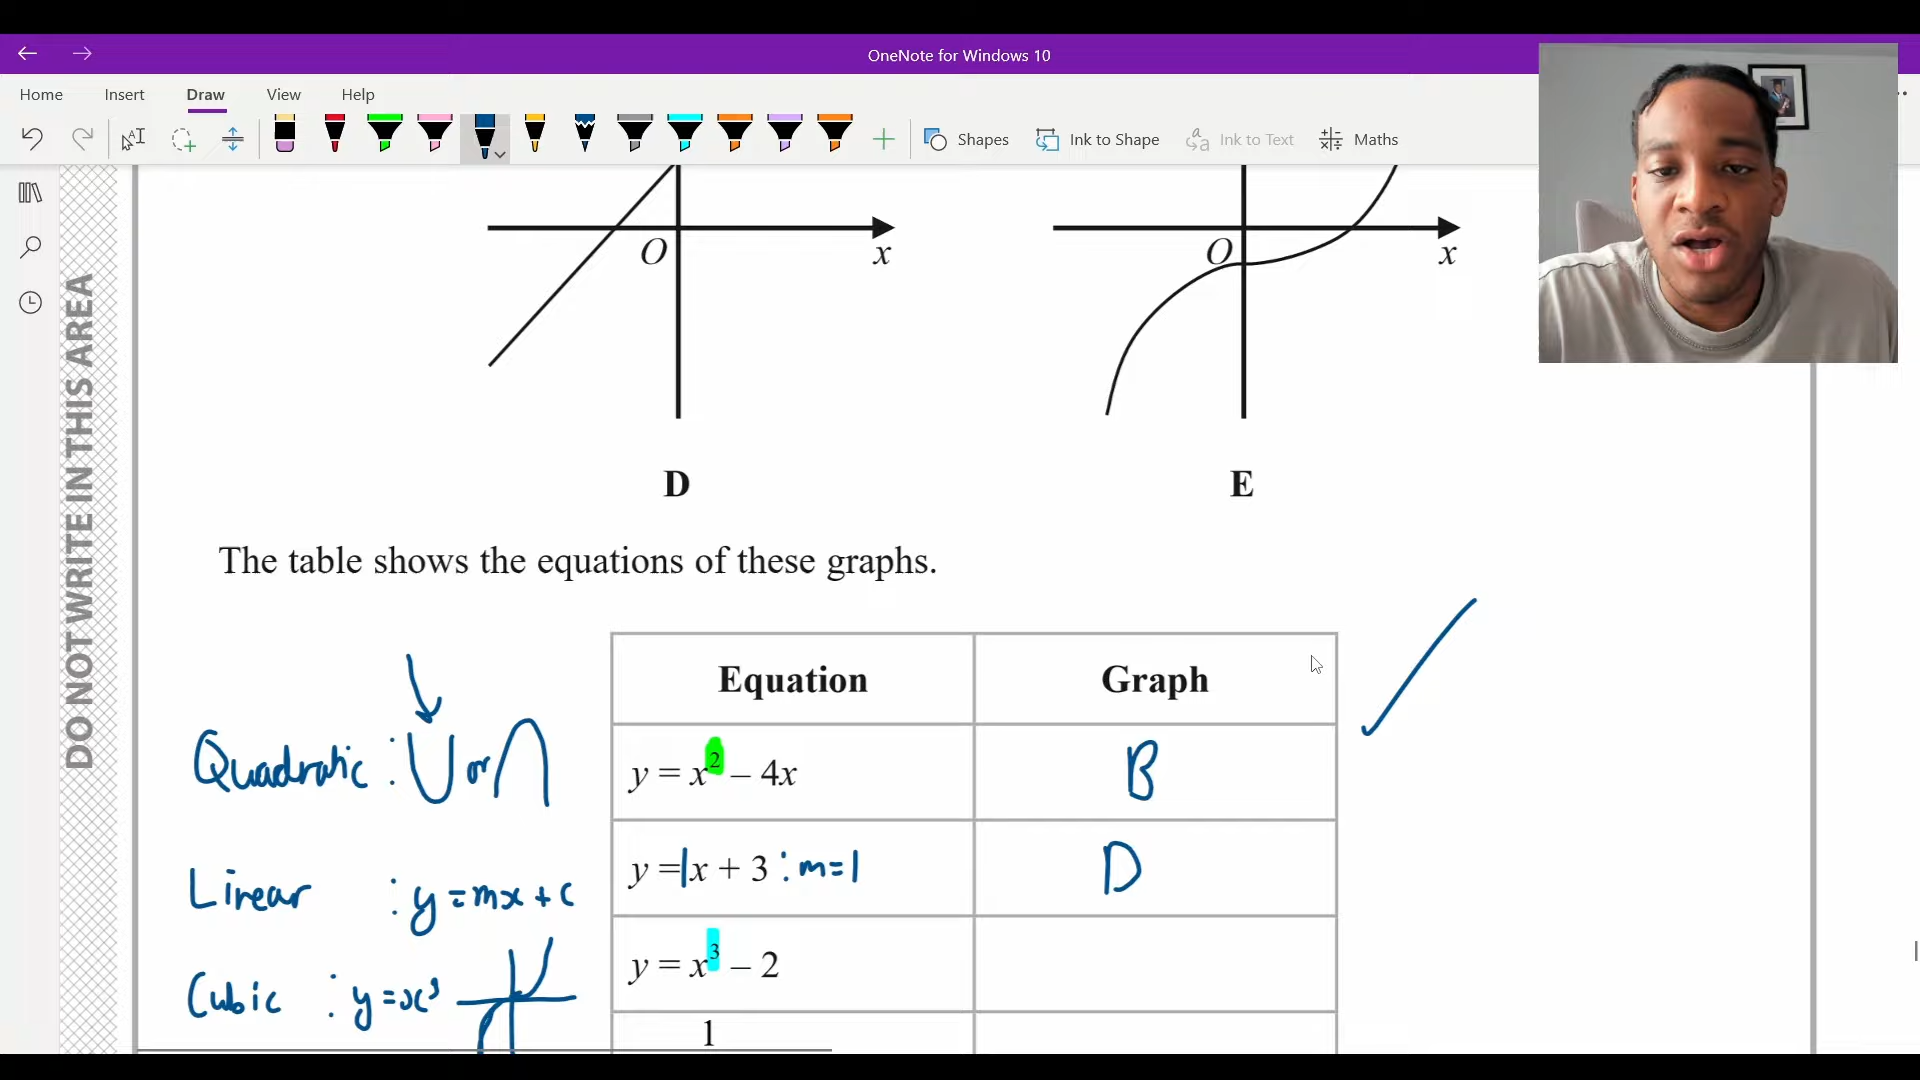 OneNote for Windows 10
Home Insert Draw View Help
Shapes Ink to Shape Ink to Text Maths
O x O x
D E
DO NOT WRITE IN THIS AREA
The table shows the equations of these graphs.
Equation Graph
Quadratic : or y = x² – 4x B
Linear : y = mx + c y = 1x + 3 : m = 1 D
Cubic : y = x³ y = x³ – 2
1